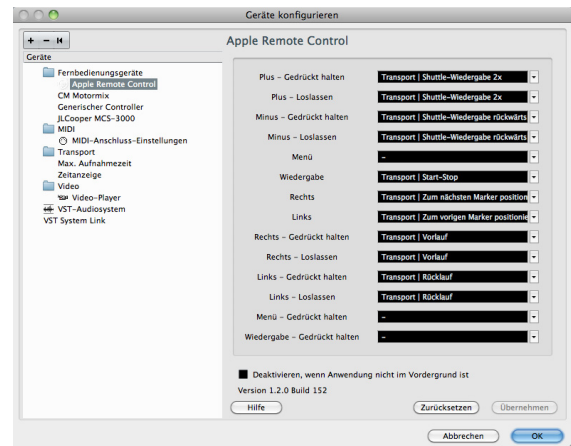 Geräte konfigurieren
Geräte
Fernbedienungsgeräte
Apple Remote Control
CM Motormix
Generischer Controller
JLCooper MCS-3000
MIDI
MIDI-Anschluss-Einstellungen
Transport
Max. Aufnahmezeit
Zeitanzeige
Video
Video-Player
VST-Audiosystem
VST System Link
Apple Remote Control
Plus – Gedrückt halten Transport | Shuttle-Wiedergabe 2x
Plus – Loslassen Transport | Shuttle-Wiedergabe 2x
Minus – Gedrückt halten Transport | Shuttle-Wiedergabe rückwärts
Minus – Loslassen Transport | Shuttle-Wiedergabe rückwärts
Menü –
Wiedergabe Transport | Start-Stop
Rechts Transport | Zum nächsten Marker position
Links Transport | Zum vorigen Marker positionie
Rechts – Gedrückt halten Transport | Vorlauf
Rechts – Loslassen Transport | Vorlauf
Links – Gedrückt halten Transport | Rücklauf
Links – Loslassen Transport | Rücklauf
Menü – Gedrückt halten –
Wiedergabe – Gedrückt halten –
Deaktivieren, wenn Anwendung nicht im Vordergrund ist
Version 1.2.0 Build 152
Hilfe Zurücksetzen Übernehmen
Abbrechen OK